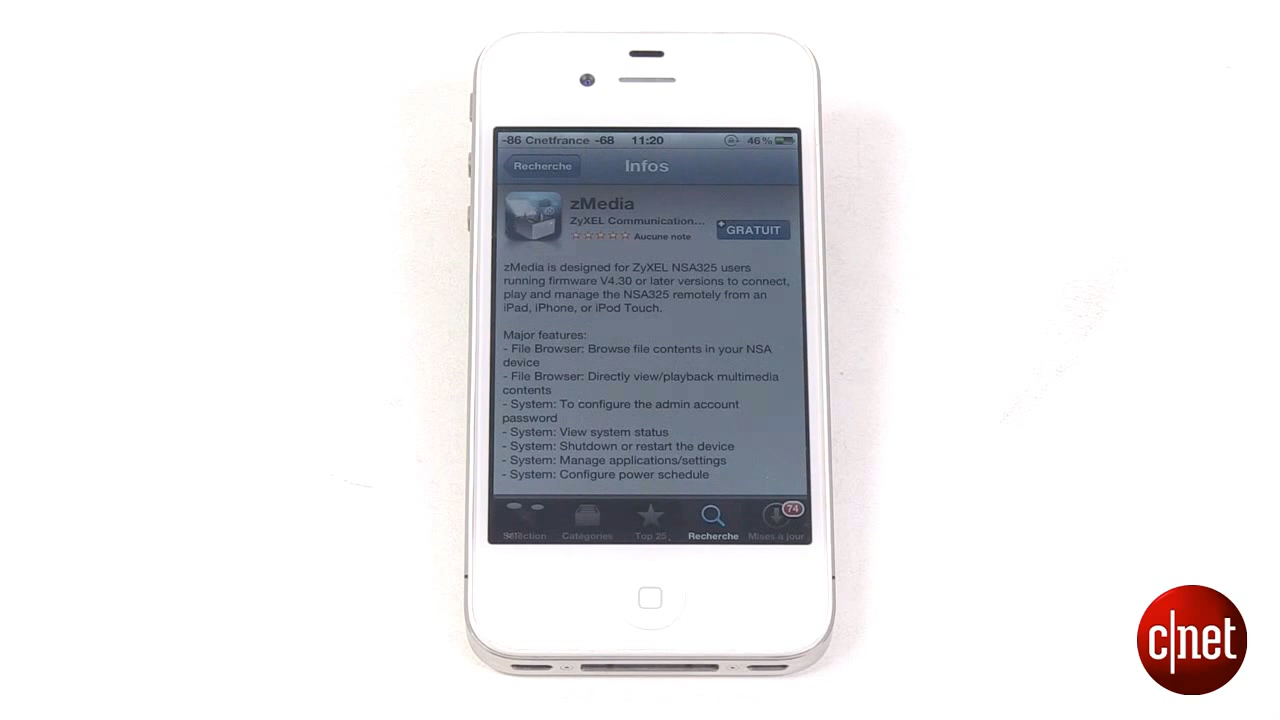 -86 Cnetfrance -68 11:20 46%
Recherche Infos
zMedia
ZyXEL Communication...
Aucune note
GRATUIT
zMedia is designed for ZyXEL NSA325 users
running firmware V4.30 or later versions to connect,
play and manage the NSA325 remotely from an
iPad, iPhone, or iPod Touch.
Major features:
- File Browser: Browse file contents in your NSA
device
- File Browser: Directly view/playback multimedia
contents
- System: To configure the admin account
password
- System: View system status
- System: Shutdown or restart the device
- System: Manage applications/settings
- System: Configure power schedule
74
Sélection Catégories Top 25 Recherche Mises à jour
c|net